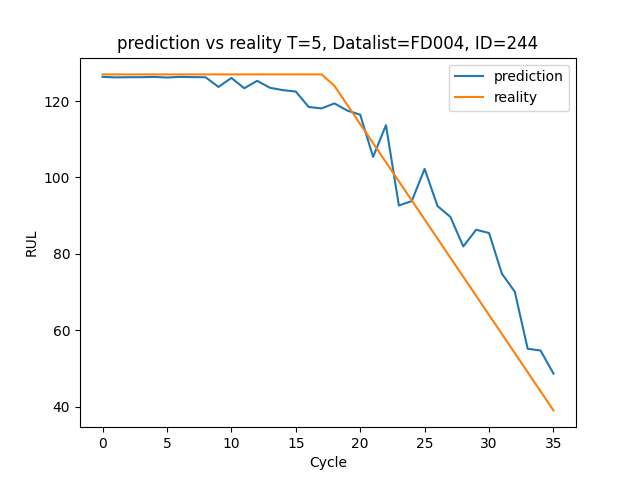 prediction vs reality T=5, Datalist=FD004, ID=244
prediction
reality
RUL
120
100
80
60
40
0 5 10 15 20 25 30 35
Cycle